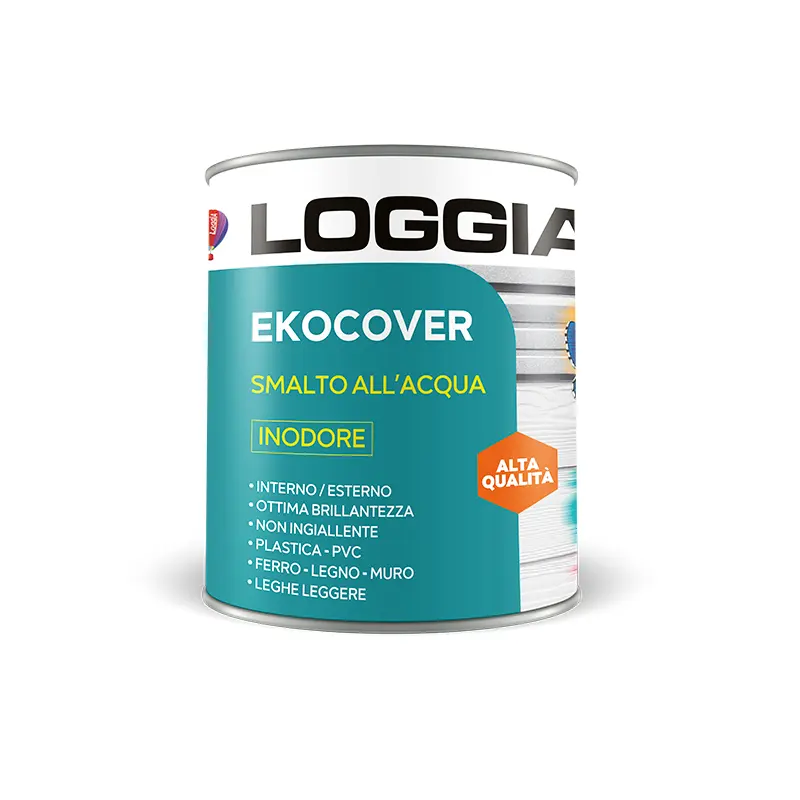 LOGGIA
EKOCOVER
SMALTO ALL'ACQUA
INODORE
ALTA
QUALITÀ
• INTERNO / ESTERNO
• OTTIMA BRILLANTEZZA
• NON INGIALLENTE
• PLASTICA - PVC
• FERRO - LEGNO - MURO
• LEGHE LEGGERE